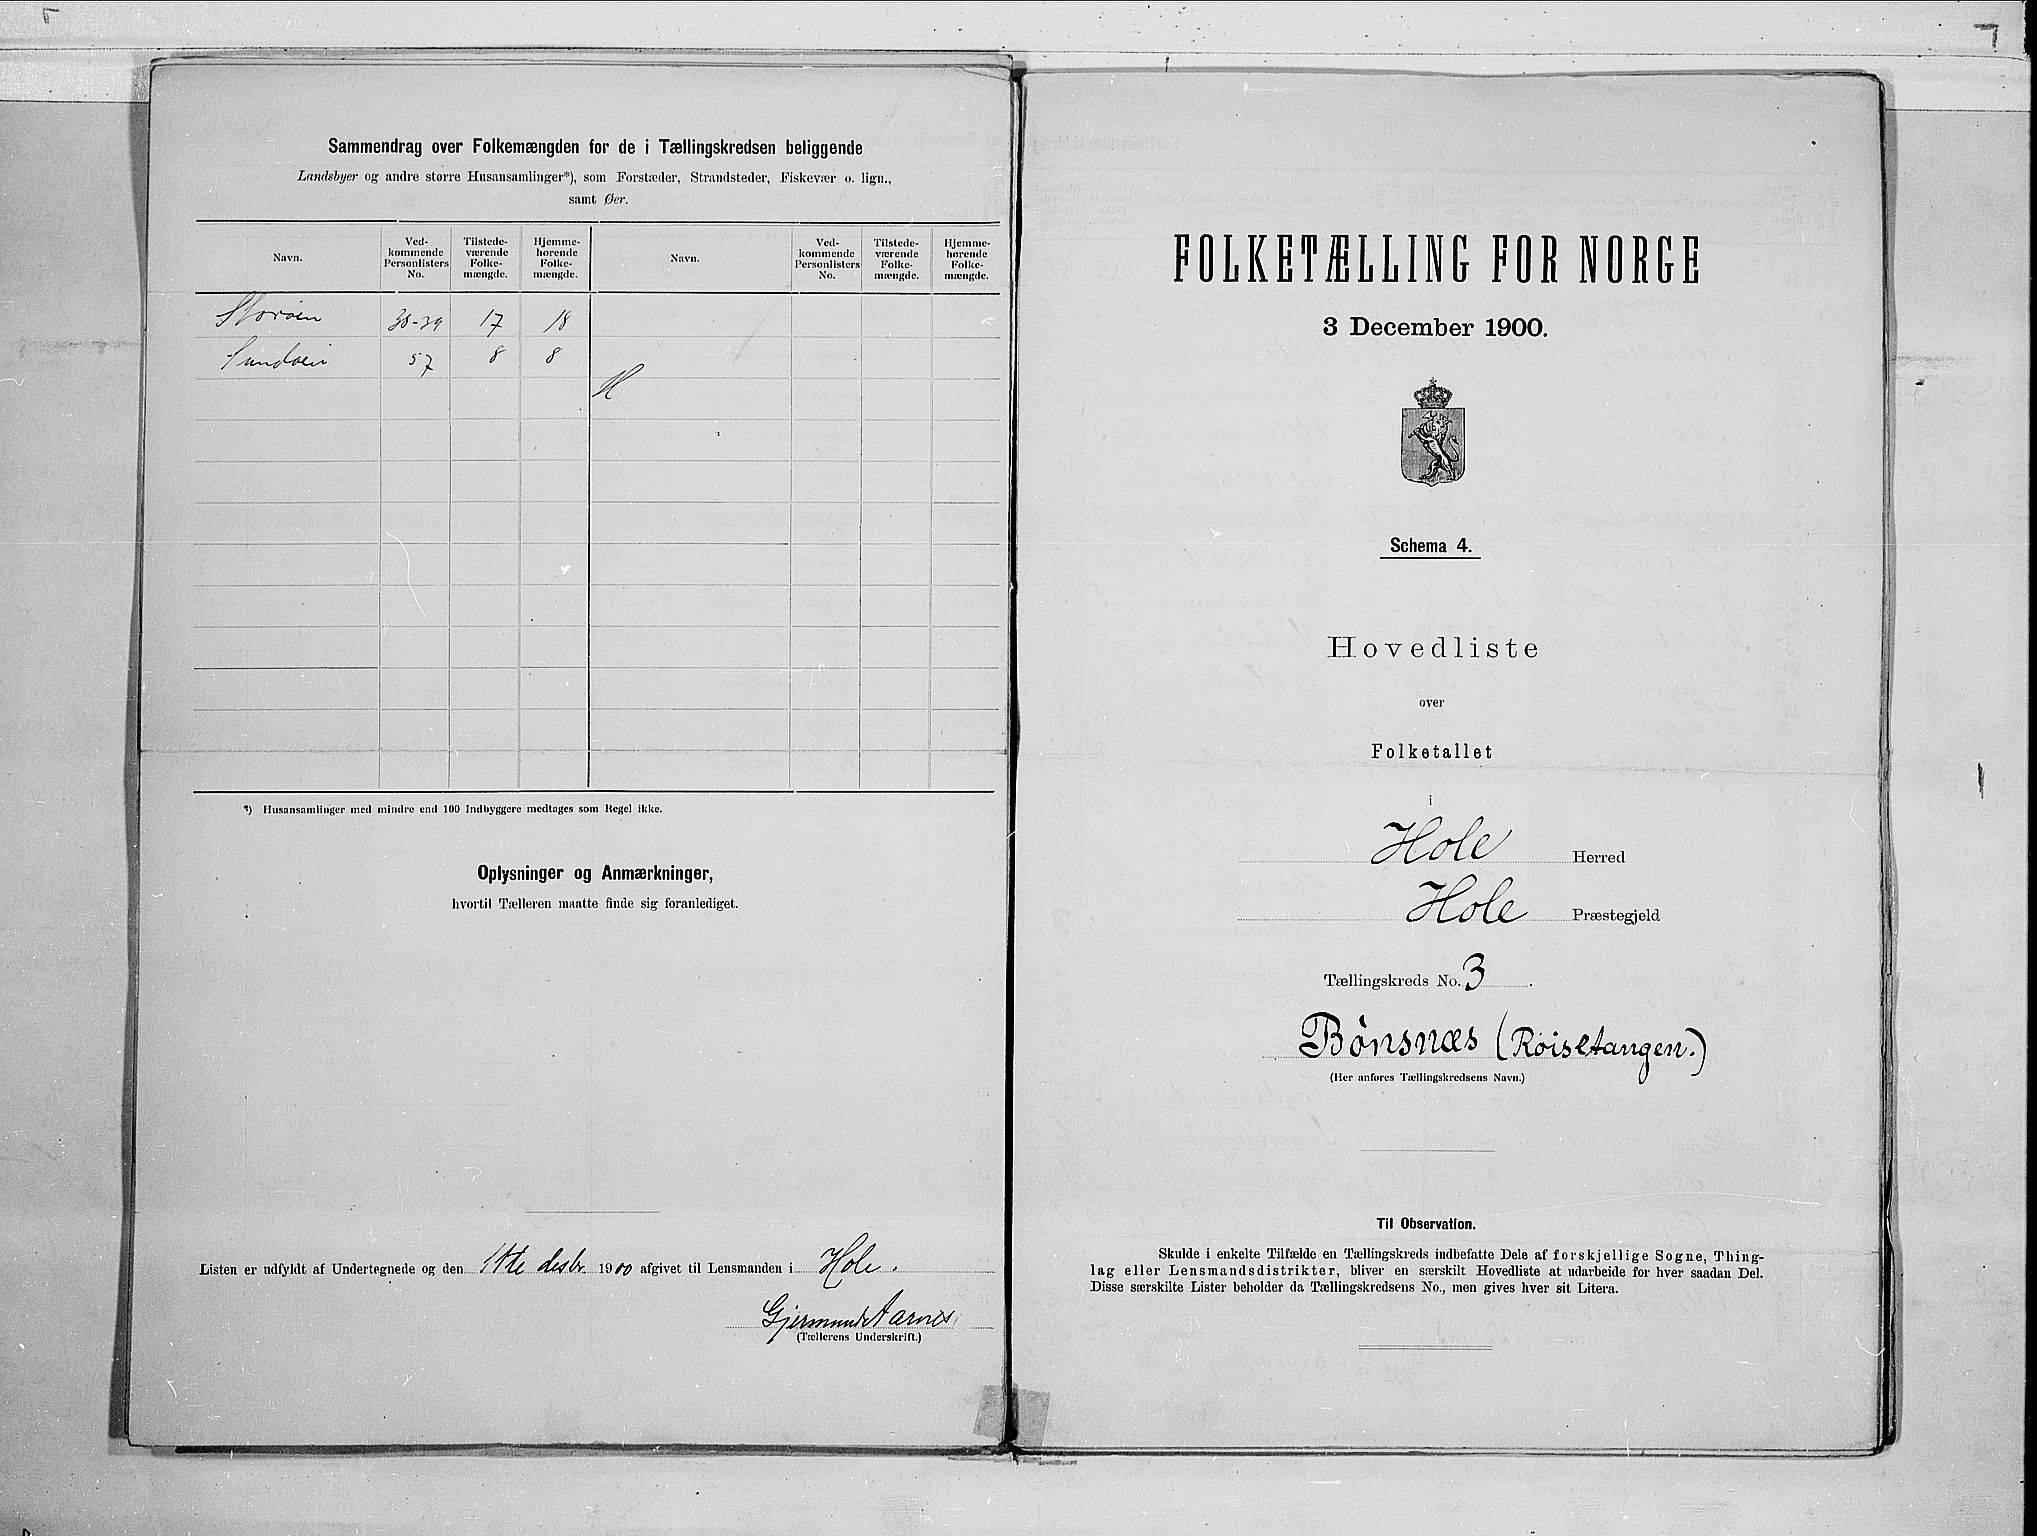 Sammendrag over Folkemængden for de i Tællingskredsen beliggende
Landsbyer og andre større Husansamlinger*), som Forstæder, Strandsteder, Fiskevær o. lign.,
samt Øer.
Navn. Ved-kommende Personlisters No. Tilstede-værende Folke-mængde. Hjemme-hørende Folke-mængde. Navn. Ved-kommende Personlisters No. Tilstede-værende Folke-mængde. Hjemme-hørende Folke-mængde.
Storøen 38-39 17 18
Sundøen 57 8 8
*) Husansamlinger med mindre end 100 Indbyggere medtages som Regel ikke.
Oplysninger og Anmærkninger,
hvortil Tælleren maatte finde sig foranlediget.
Listen er udfyldt af Undertegnede og den desbr. 1900 afgivet til Lensmanden i Hole.
Gjermund Aarnes
(Tællerens Underskrift.)
FOLKETÆLLING FOR NORGE
3 December 1900.
Schema 4.
Hovedliste
over
Folketallet
i
Hole Herred
Hole Præstegjeld
Tællingskreds No. 3.
Bønsnæs (Røisetangen.)
(Her anføres Tællingskredsens Navn.)
Til Observation.
Skulde i enkelte Tilfælde en Tællingskreds indbefatte Dele af forskjellige Sogne, Thing-
lag eller Lensmandsdistrikter, bliver en særskilt Hovedliste at udarbeide for hver saadan Del.
Disse særskilte Lister beholder da Tællingskredsens No., men gives hver sit Litera.